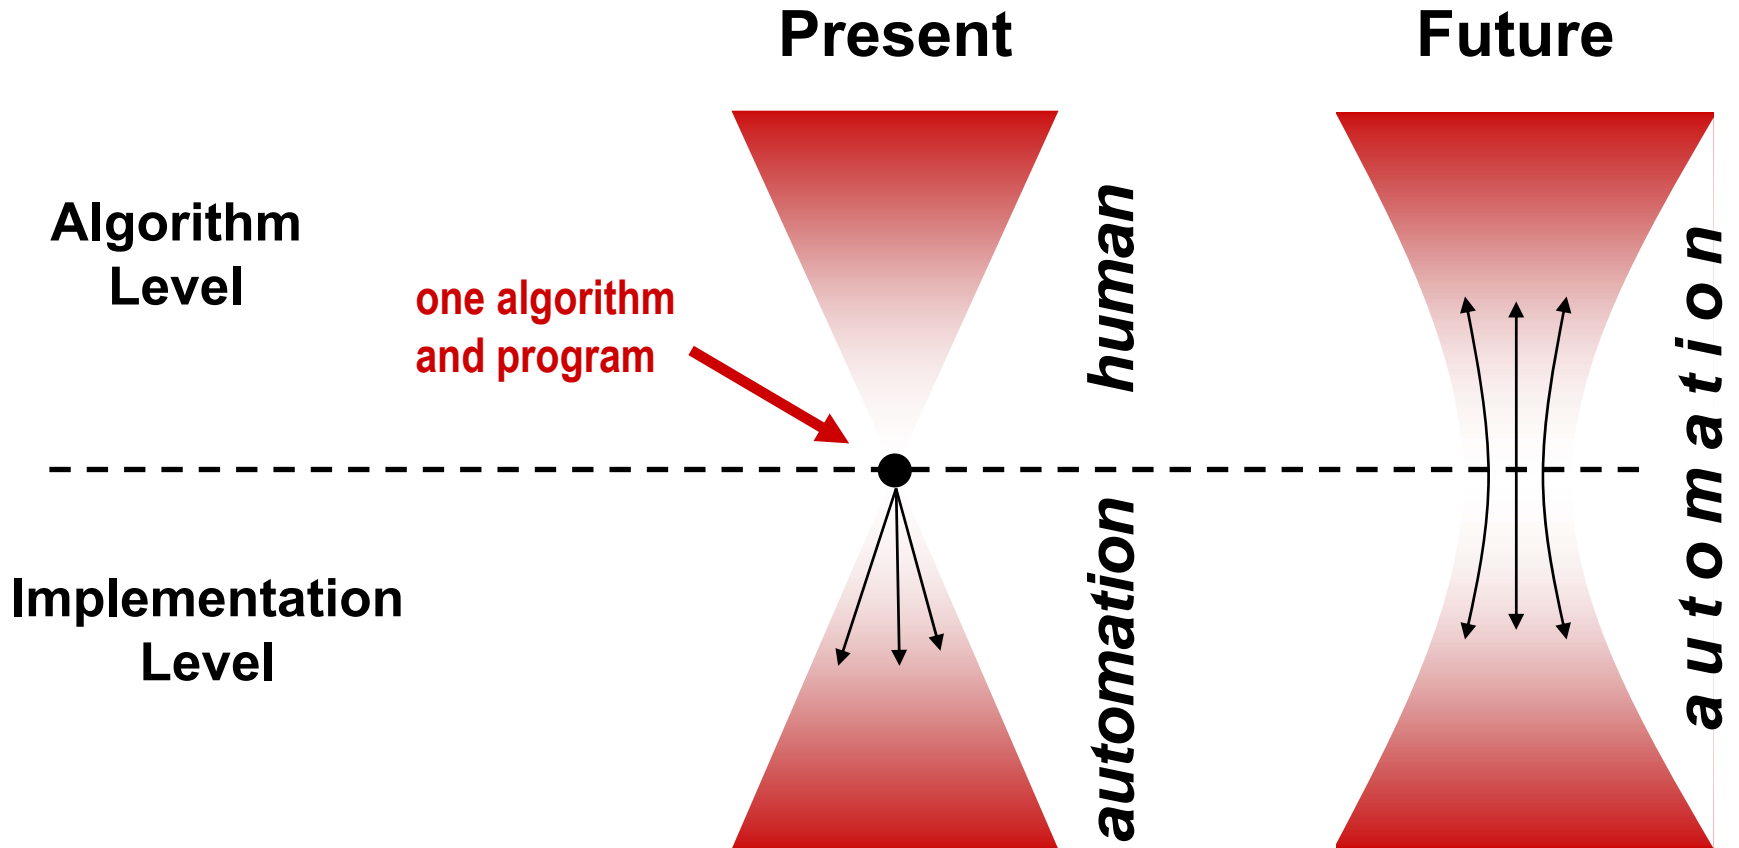 Present
Future
Algorithm
Level
one algorithm
and program
human
automation
Implementation
Level
automation